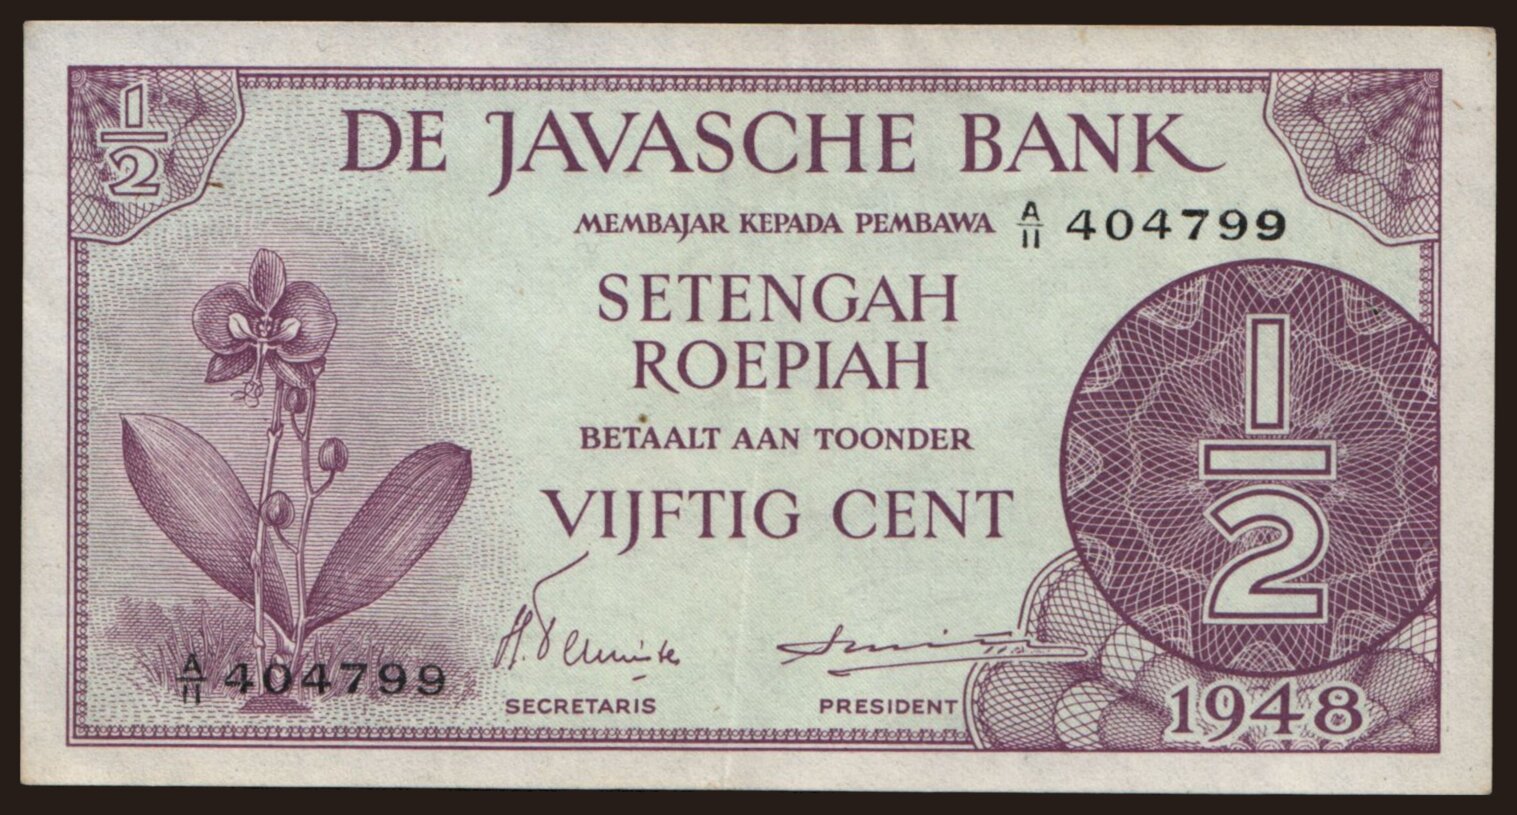 1/2
DE JAVASCHE BANK
MEMBAJAR KEPADA PEMBAWA A/11 404799
SETENGAH
ROEPIAH
BETAALT AAN TOONDER
VIJFTIG CENT
1/2
A/11 404799
SECRETARIS PRESIDENT
1948